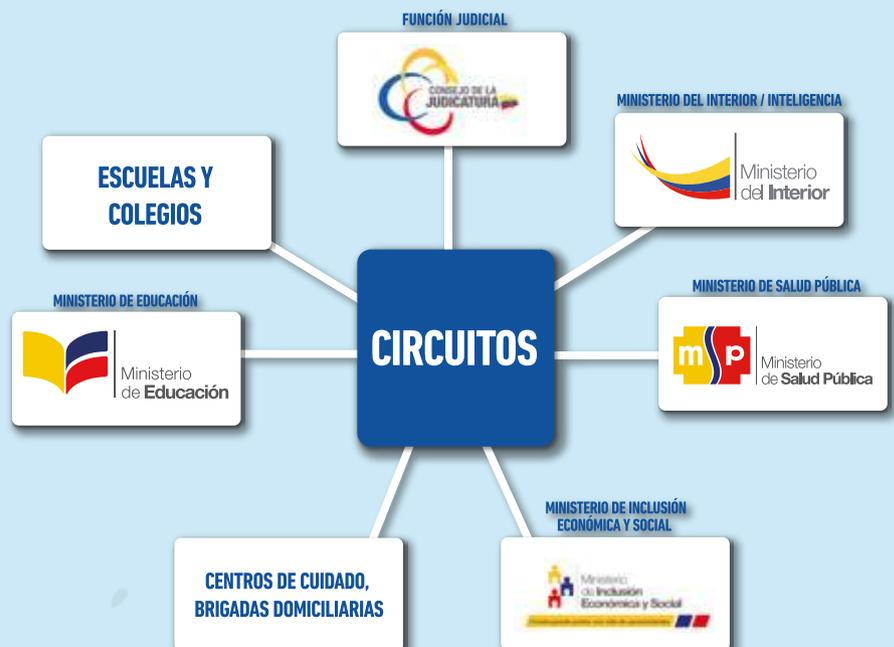 FUNCIÓN JUDICIAL
CONSEJO DE LA
JUDICATURA
MINISTERIO DEL INTERIOR / INTELIGENCIA
Ministerio
del Interior
ESCUELAS Y
COLEGIOS
MINISTERIO DE SALUD PÚBLICA
msp
Ministerio
de Salud Pública
MINISTERIO DE EDUCACIÓN
Ministerio
de Educación
CIRCUITOS
MINISTERIO DE INCLUSIÓN
ECONÓMICA Y SOCIAL
Ministerio
de Inclusión
Económica y Social
CENTROS DE CUIDADO,
BRIGADAS DOMICILIARIAS